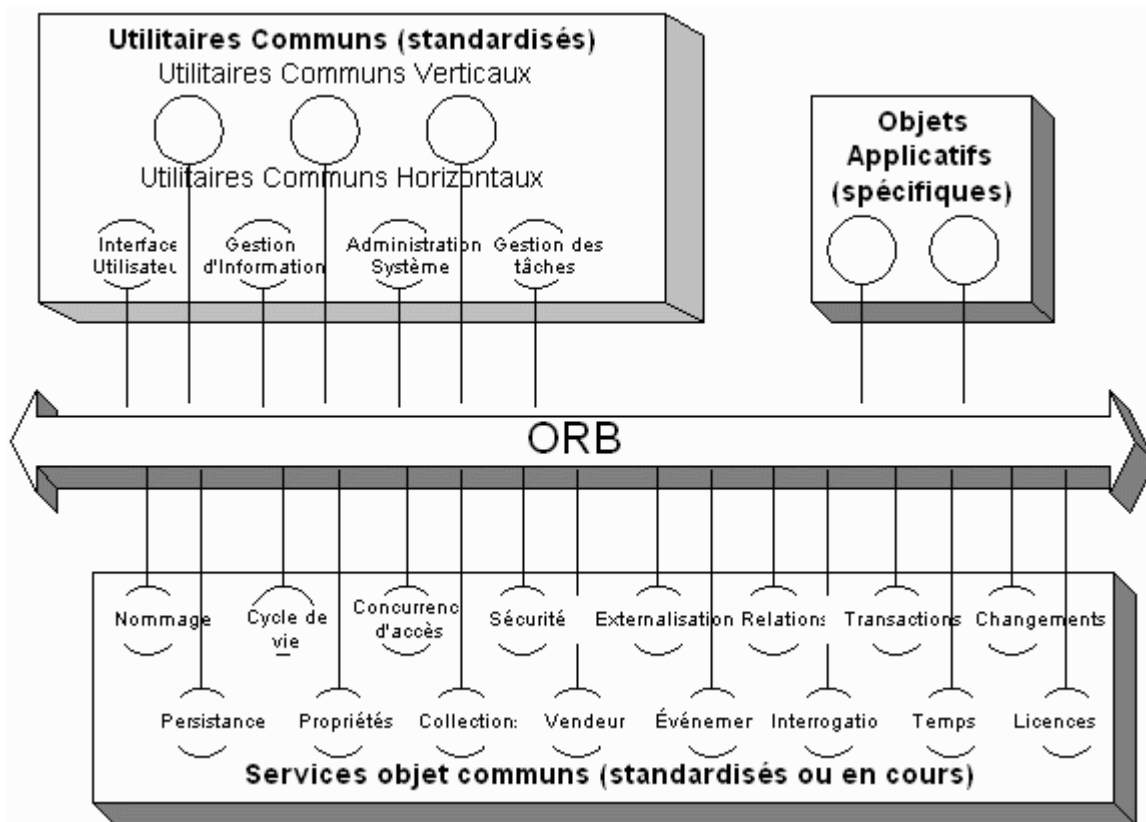 Utilitaires Communs (standardisés)
Utilitaires Communs Verticaux
Utilitaires Communs Horizontaux
Interface
Utilisateu
Gestion
d'Information
Administration
Système
Gestion des
tâches
Objets
Applicatifs
(spécifiques)
ORB
Nommage
Cycle de
vie
Concurrenc
d'accès
Sécurité
Externalisation
Relations
Transactions
Changements
Persistance
Propriétés
Collections
Vendeur
Événemer
Interrogatio
Temps
Licences
Services objet communs (standardisés ou en cours)